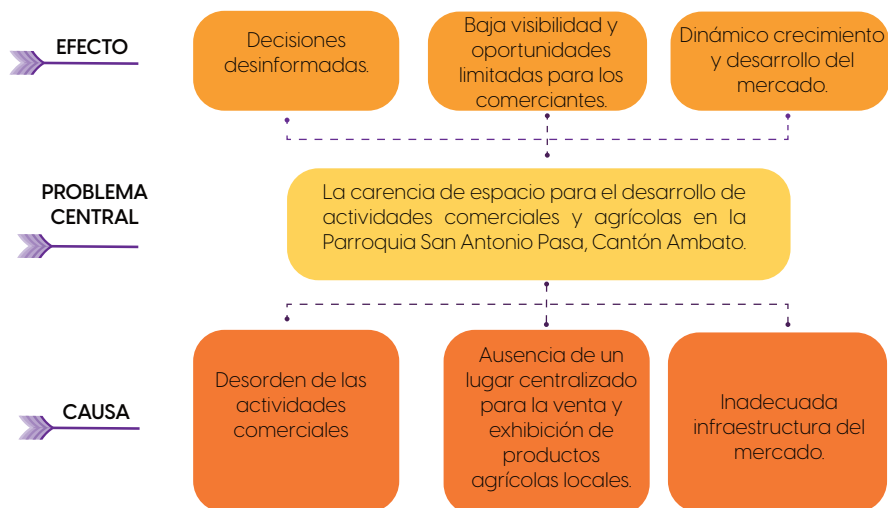 EFECTO
Decisiones
desinformadas.
Baja visibilidad y
oportunidades
limitadas para los
comerciantes.
Dinámico crecimiento
y desarrollo del
mercado.
PROBLEMA
CENTRAL
La carencia de espacio para el desarrollo de
actividades comerciales y agrícolas en la
Parroquia San Antonio Pasa, Cantón Ambato.
CAUSA
Desorden de las
actividades
comerciales
Ausencia de un
lugar centralizado
para la venta y
exhibición de
productos
agrícolas locales.
Inadecuada
infraestructura del
mercado.